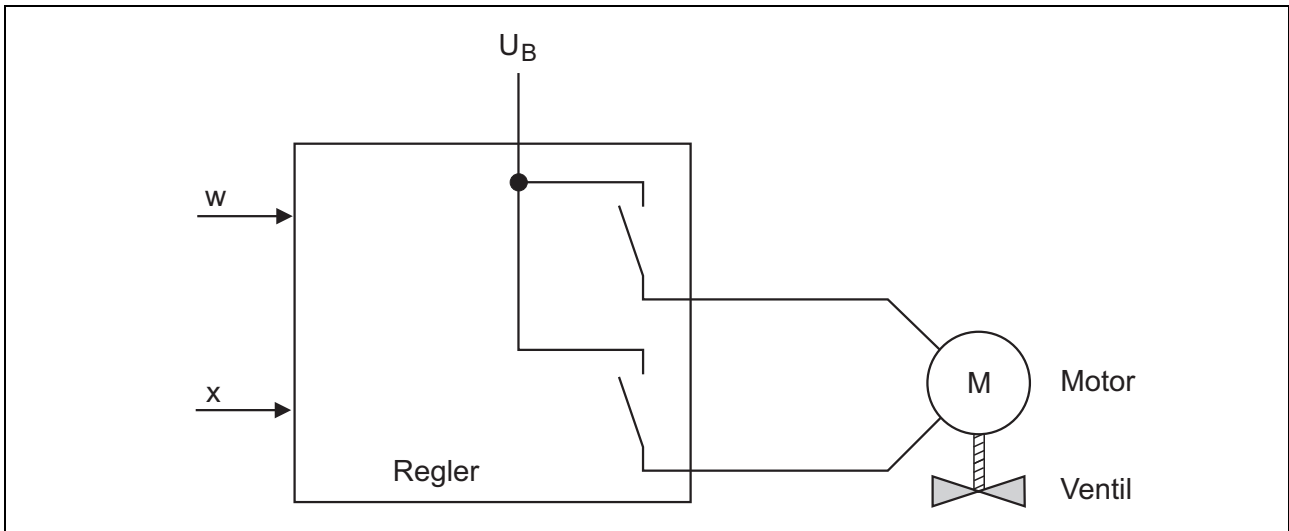 U_B
w
x
Regler
M
Motor
Ventil